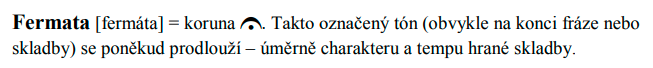 Fermata [fermáta] = koruna 𝄐. Takto označený tón (obvykle na konci fráze nebo
skladby) se poněkud prodlouží – úměrně charakteru a tempu hrané skladby.